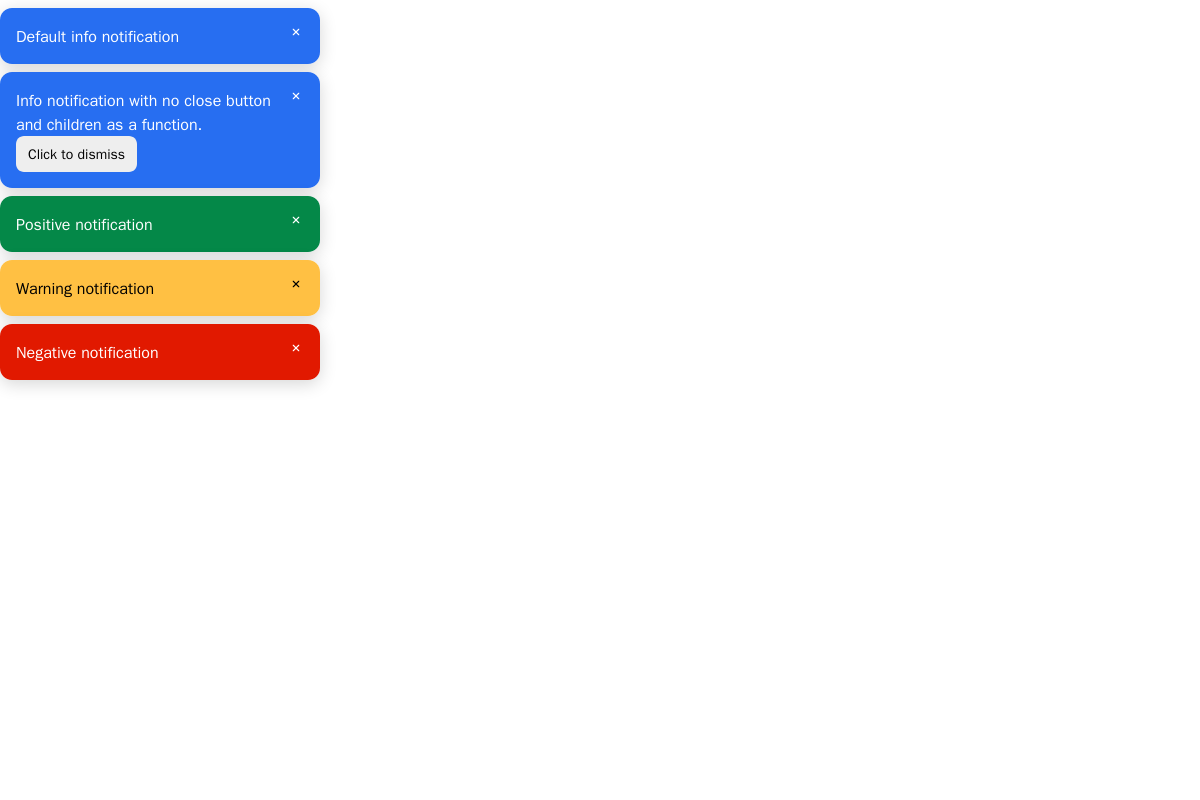 Default info notification
Info notification with no close button
and children as a function.
Click to dismiss
Positive notification
Warning notification
Negative notification